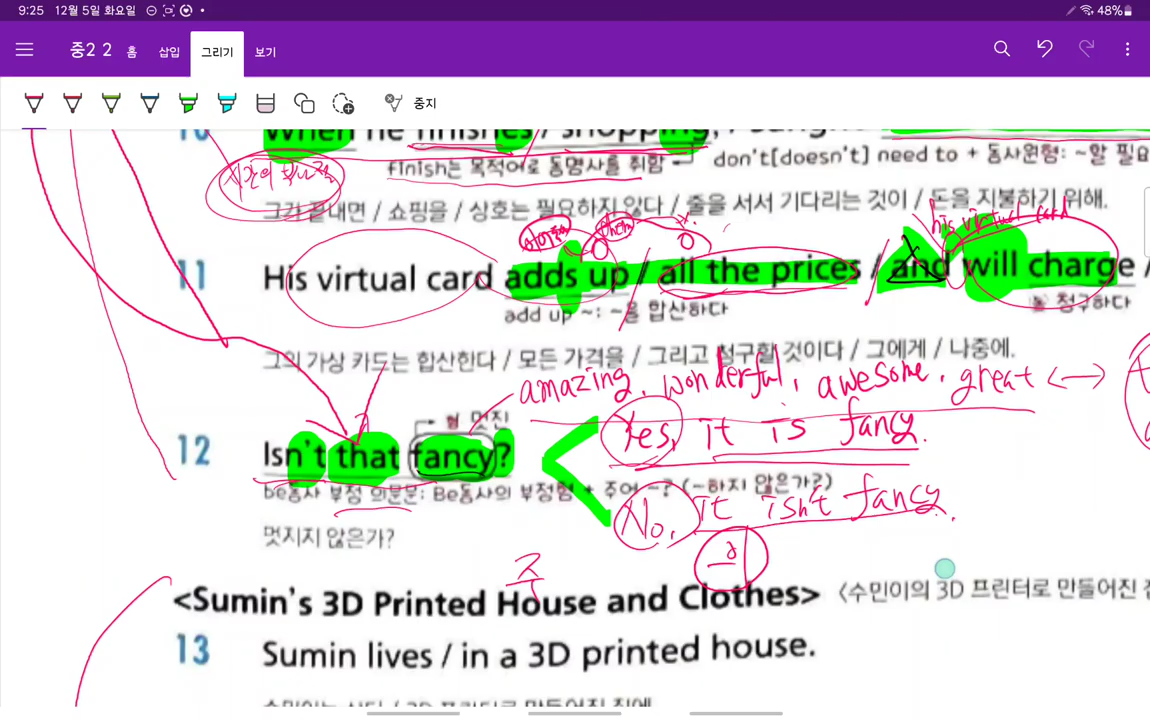 9:25 12월 5일 화요일 48%
중2 2 홈 삽입 그리기 보기
중지
10 When he finishes / shopping, /
finish는 목적어로 동명사를 취함 don't[doesn't] need to + 동사원형: ~할 필요
그가 끝내면 / 쇼핑을 / 상호는 필요하지 않다 / 줄을 서서 기다리는 것이 / 돈을 지불하기 위해.
them his virtual card
11 His virtual card adds up / all the prices / and will charge /
add up ~: ~을 합산하다 청구하다
그의 가상 카드는 합산한다 / 모든 가격을 / 그리고 청구할 것이다 / 그에게 / 나중에.
amazing, wonderful, awesome, great <—>
형 멋진
Yes, it is fancy.
12 Isn't that fancy?
be동사 부정 의문문: Be동사의 부정형 + 주어 ~? (~하지 않은가?)
No, it isn't fancy.
멋지지 않은가?
주
<Sumin's 3D Printed House and Clothes> <수민이의 3D 프린터로 만들어진
13 Sumin lives / in a 3D printed house.